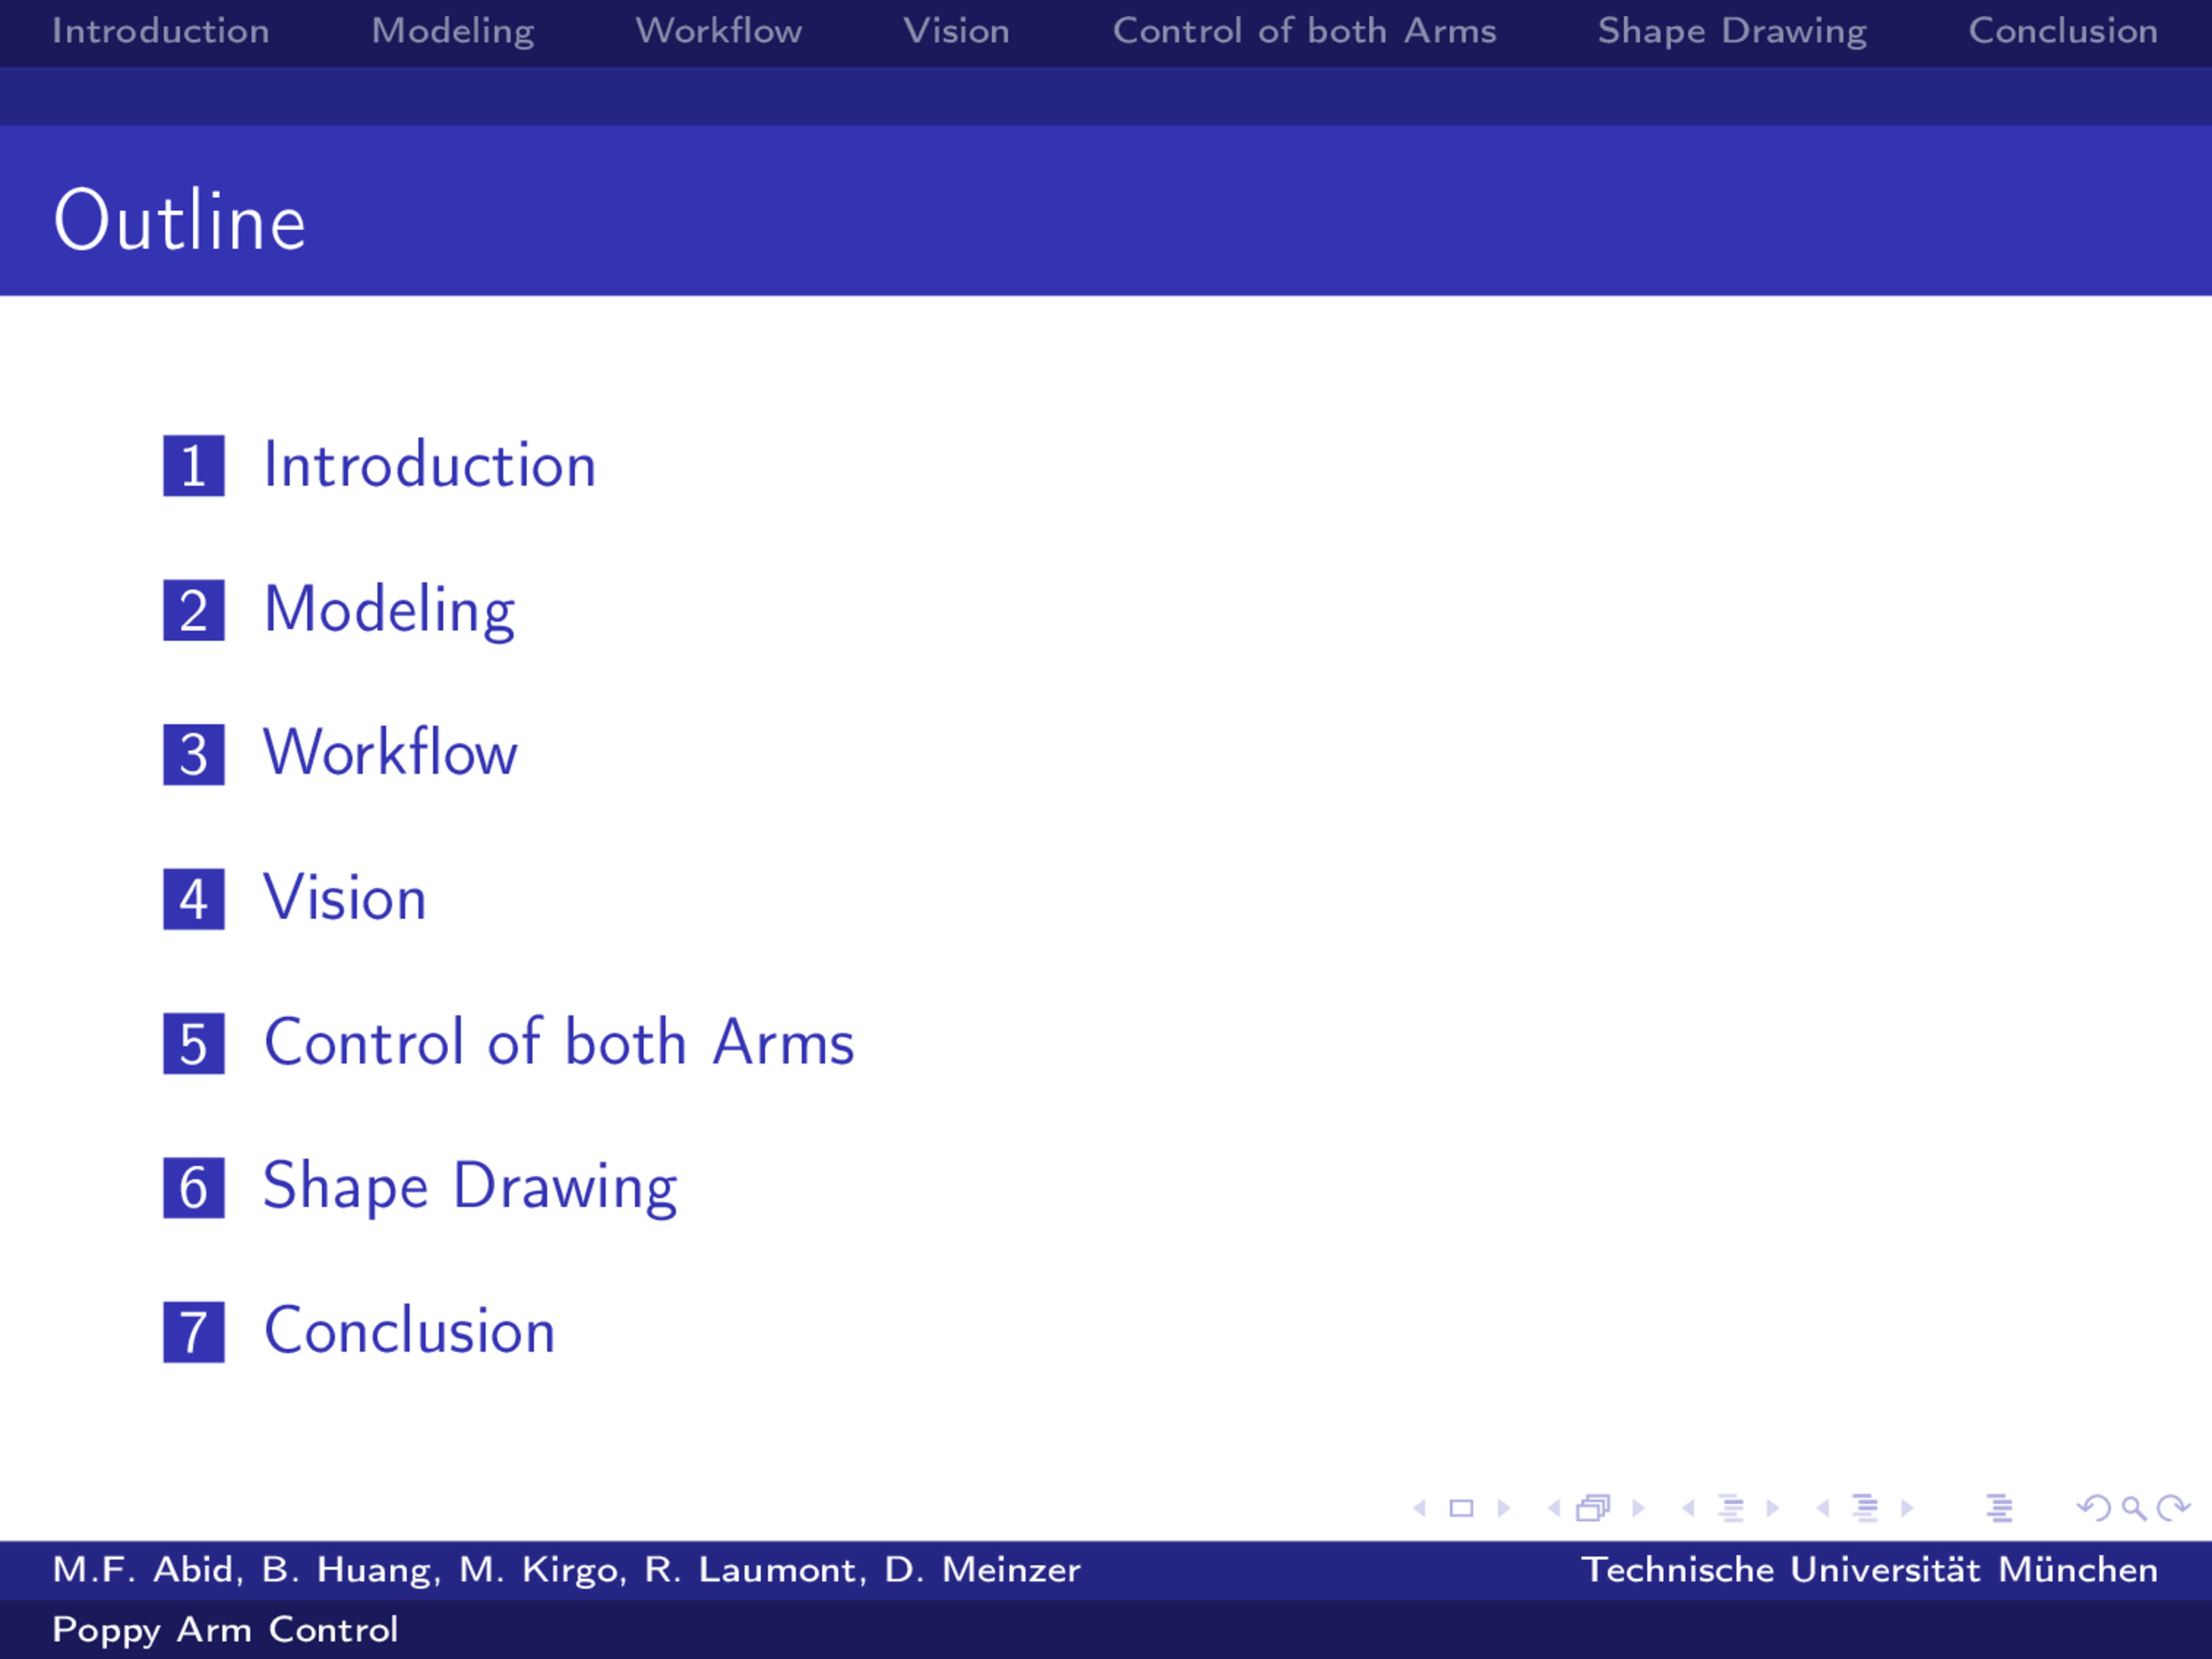 Introduction Modeling Workflow Vision Control of both Arms Shape Drawing Conclusion
Outline
1 Introduction
2 Modeling
3 Workflow
4 Vision
5 Control of both Arms
6 Shape Drawing
7 Conclusion
M.F. Abid, B. Huang, M. Kirgo, R. Laumont, D. Meinzer Technische Universität München
Poppy Arm Control